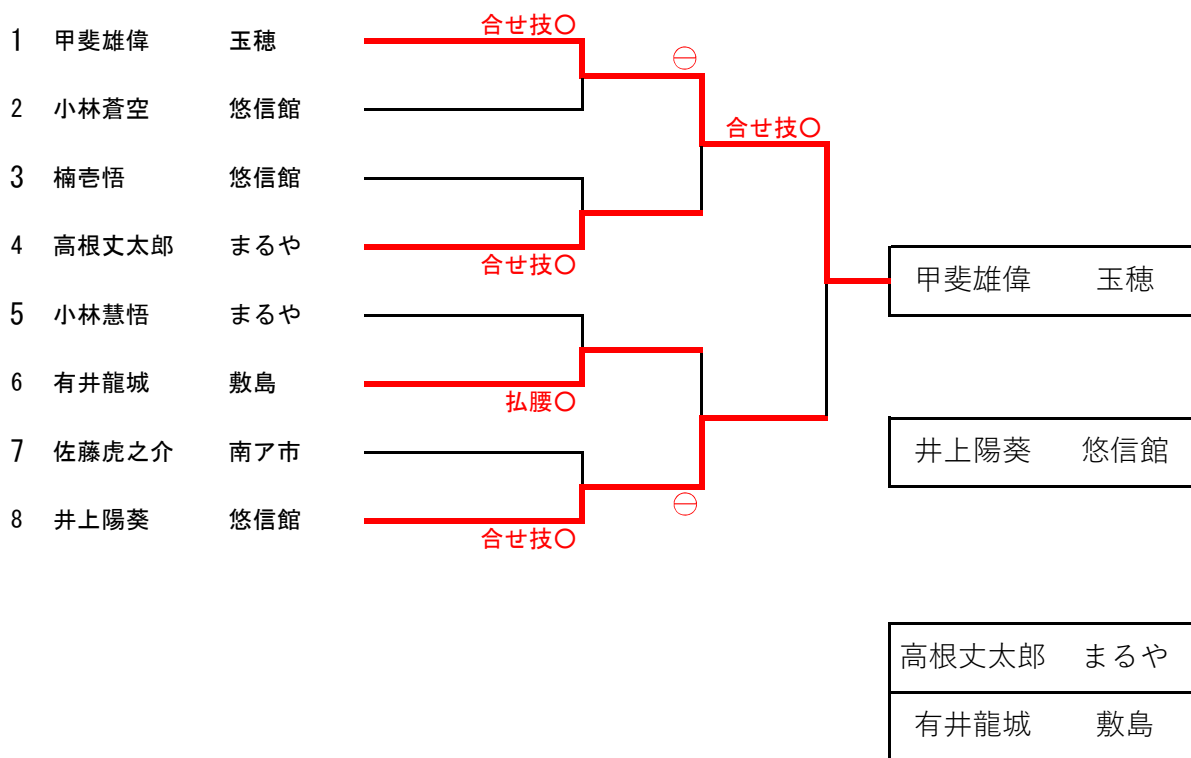 合せ技〇
1 甲斐雄偉 玉穂
2 小林蒼空 悠信館
合せ技〇
3 楠壱悟 悠信館
4 高根丈太郎 まるや
合せ技〇
甲斐雄偉 玉穂
5 小林慧悟 まるや
6 有井龍城 敷島
払腰〇
7 佐藤虎之介 南ア市
井上陽葵 悠信館
8 井上陽葵 悠信館
合せ技〇
高根丈太郎 まるや
有井龍城 敷島